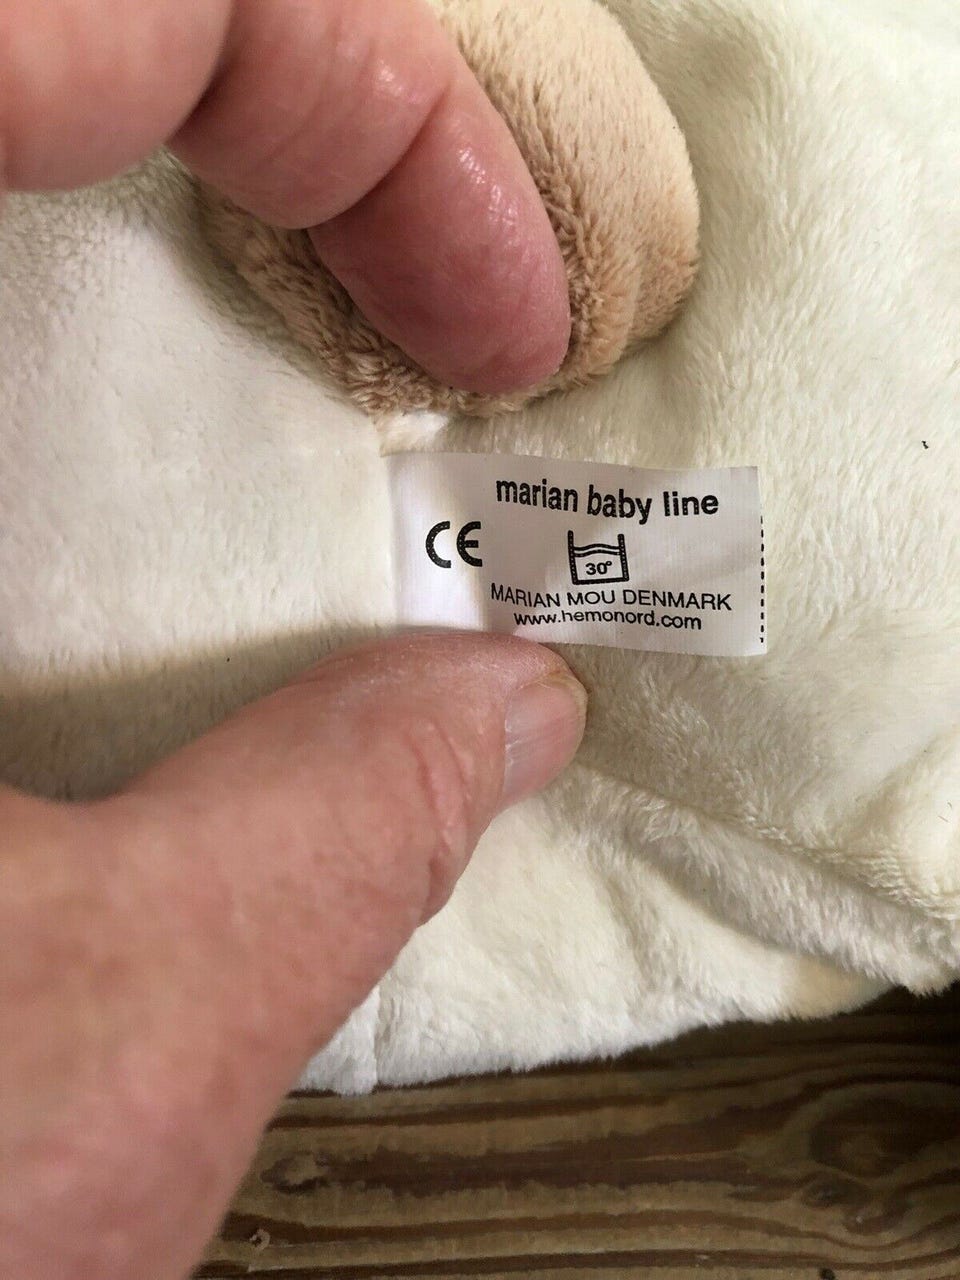 marian baby line
CE
30°
MARIAN MOU DENMARK
www.hemonord.com